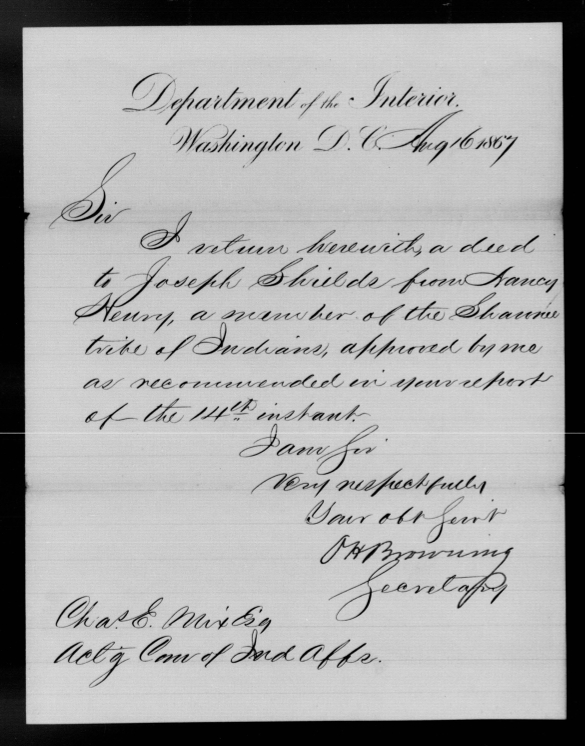 Department of the Interior.
Washington D. C. Aug 16 1867
Sir
I return herewith, a deed
to Joseph Shields from Nancy
Henry, a member of the Shawnee
tribe of Indians, approved by me
as recommended in your report
of the 14th instant.
I am Sir
Very respectfully
Your obt Servt
O H Browning
Secretary
Chas E. Mix Esq
Act'g Com of Ind Affs.